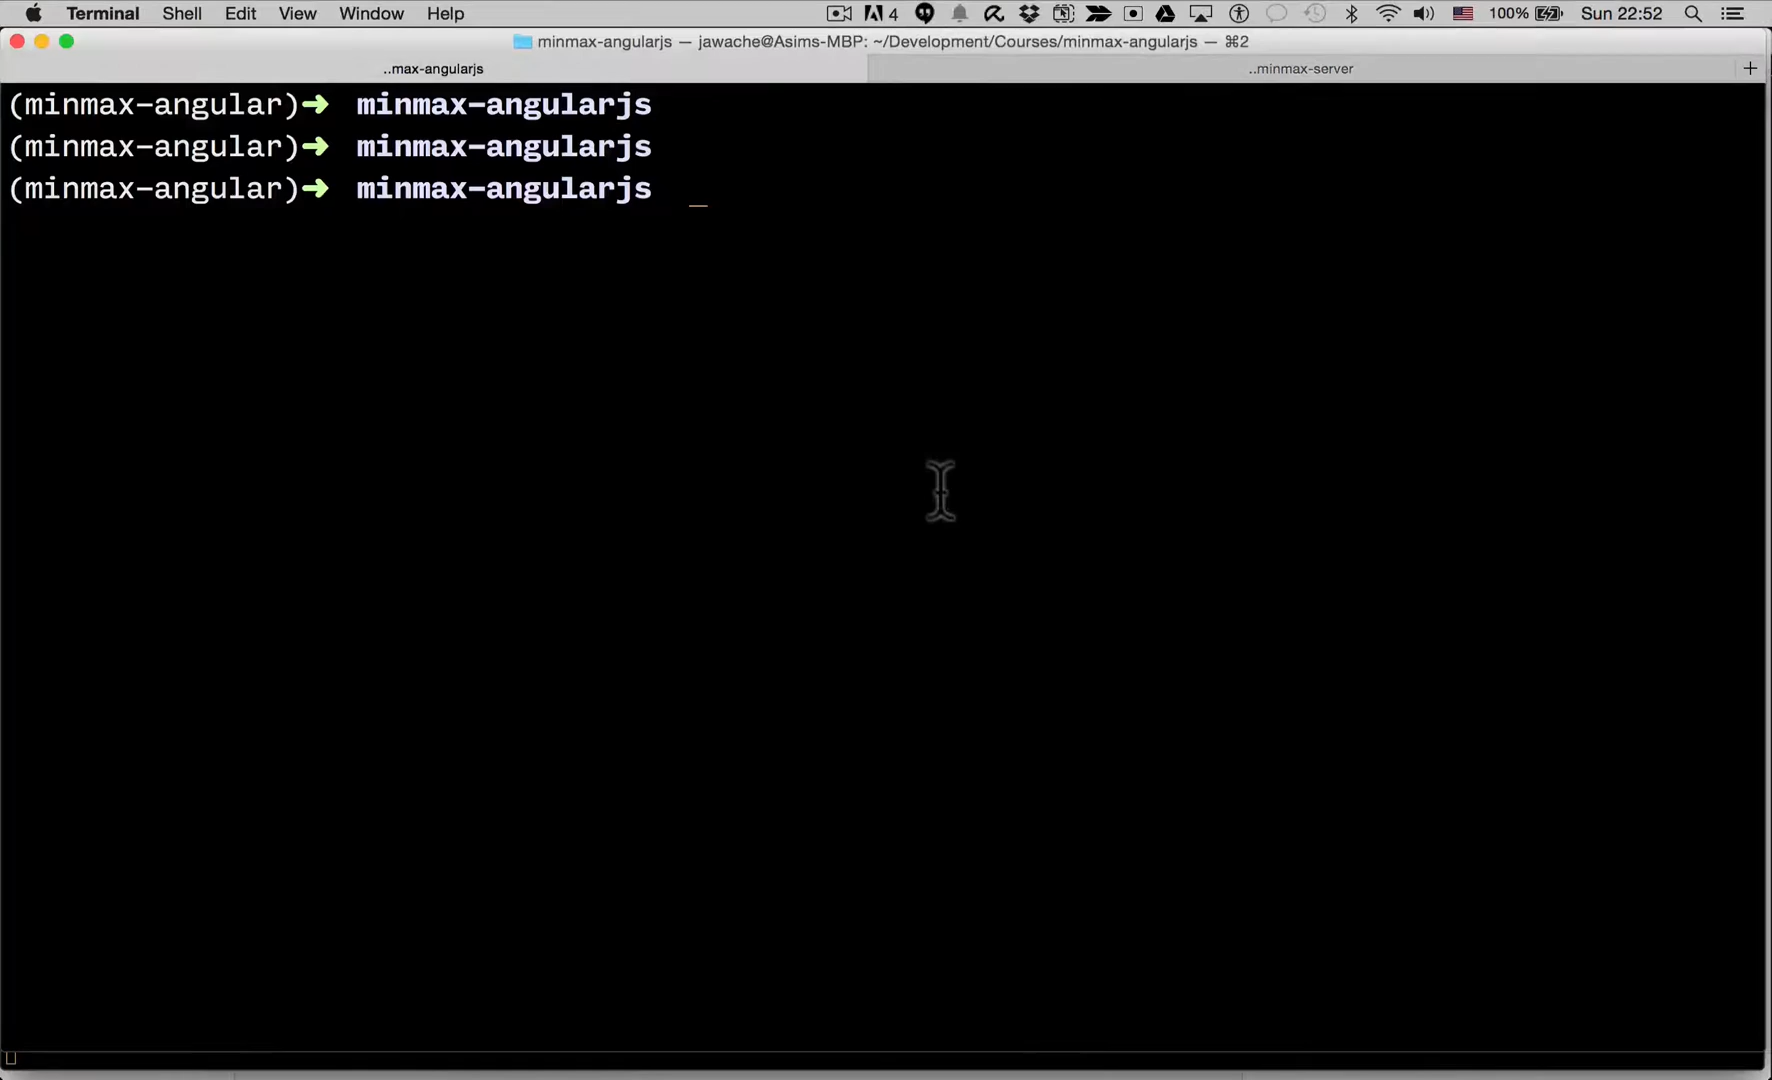 Terminal Shell Edit View Window Help 4 100% Sun 22:52
minmax-angularjs — jawache@Asims-MBP: ~/Development/Courses/minmax-angularjs — ⌘2
..max-angularjs ..minmax-server +
(minmax-angular)➜ minmax-angularjs
(minmax-angular)➜ minmax-angularjs
(minmax-angular)➜ minmax-angularjs _